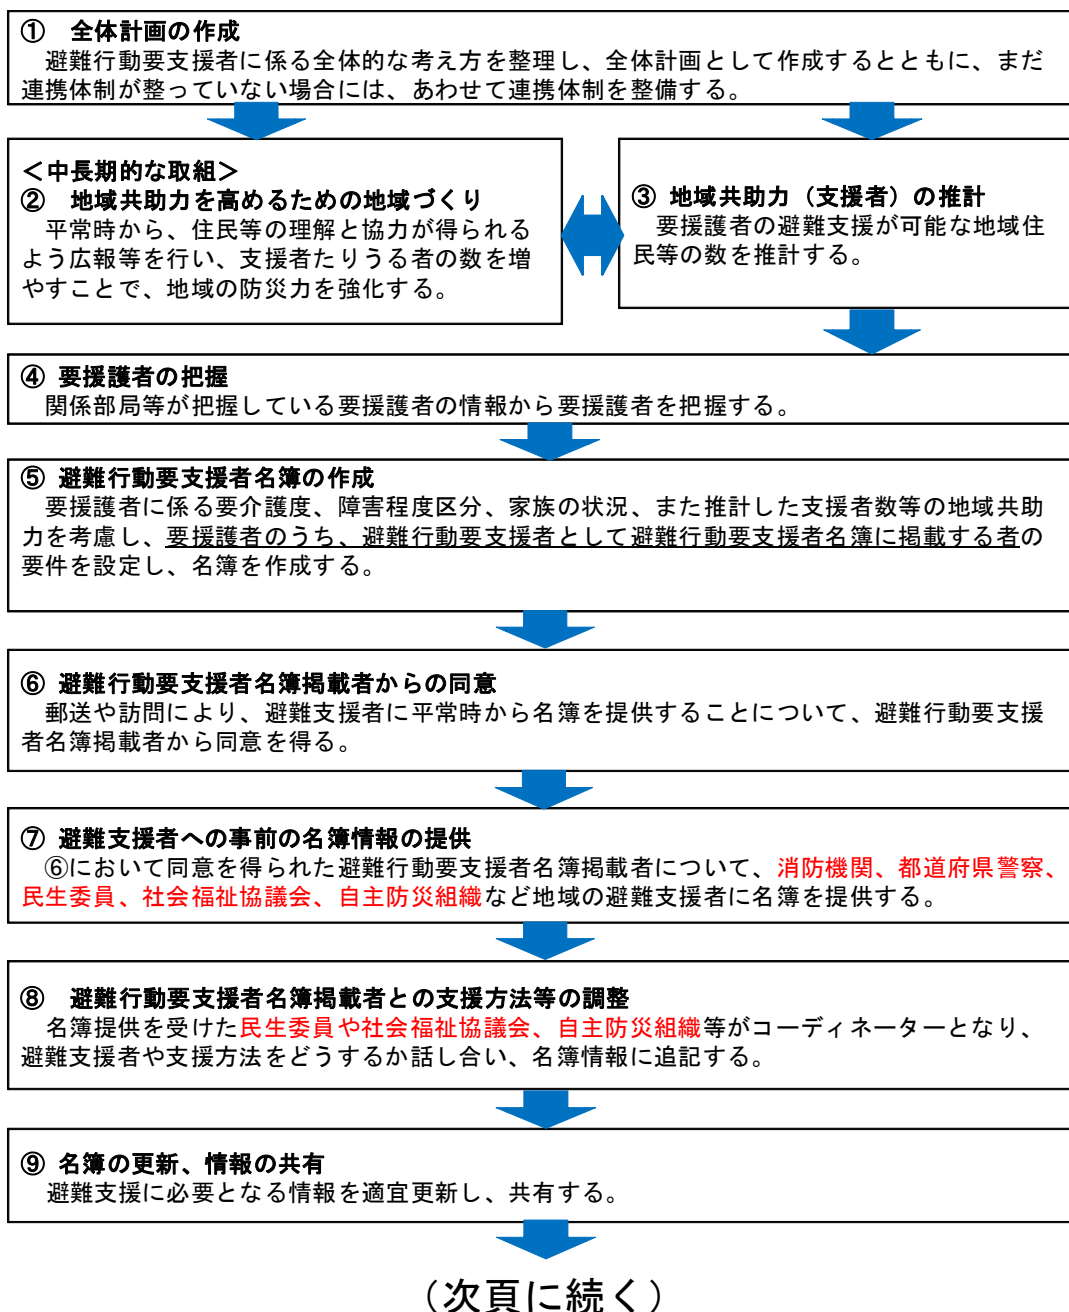 ① 全体計画の作成
避難行動要支援者に係る全体的な考え方を整理し、全体計画として作成するとともに、まだ
連携体制が整っていない場合には、あわせて連携体制を整備する。
＜中長期的な取組＞
② 地域共助力を高めるための地域づくり
平常時から、住民等の理解と協力が得られる
よう広報等を行い、支援者たりうる者の数を増
やすことで、地域の防災力を強化する。
③ 地域共助力（支援者）の推計
要援護者の避難支援が可能な地域住
民等の数を推計する。
④ 要援護者の把握
関係部局等が把握している要援護者の情報から要援護者を把握する。
⑤ 避難行動要支援者名簿の作成
要援護者に係る要介護度、障害程度区分、家族の状況、また推計した支援者数等の地域共助
力を考慮し、要援護者のうち、避難行動要支援者として避難行動要支援者名簿に掲載する者の
要件を設定し、名簿を作成する。
⑥ 避難行動要支援者名簿掲載者からの同意
郵送や訪問により、避難支援者に平常時から名簿を提供することについて、避難行動要支援
者名簿掲載者から同意を得る。
⑦ 避難支援者への事前の名簿情報の提供
⑥において同意を得られた避難行動要支援者名簿掲載者について、消防機関、都道府県警察、
民生委員、社会福祉協議会、自主防災組織など地域の避難支援者に名簿を提供する。
⑧ 避難行動要支援者名簿掲載者との支援方法等の調整
名簿提供を受けた民生委員や社会福祉協議会、自主防災組織等がコーディネーターとなり、
避難支援者や支援方法をどうするか話し合い、名簿情報に追記する。
⑨ 名簿の更新、情報の共有
避難支援に必要となる情報を適宜更新し、共有する。
（次頁に続く）